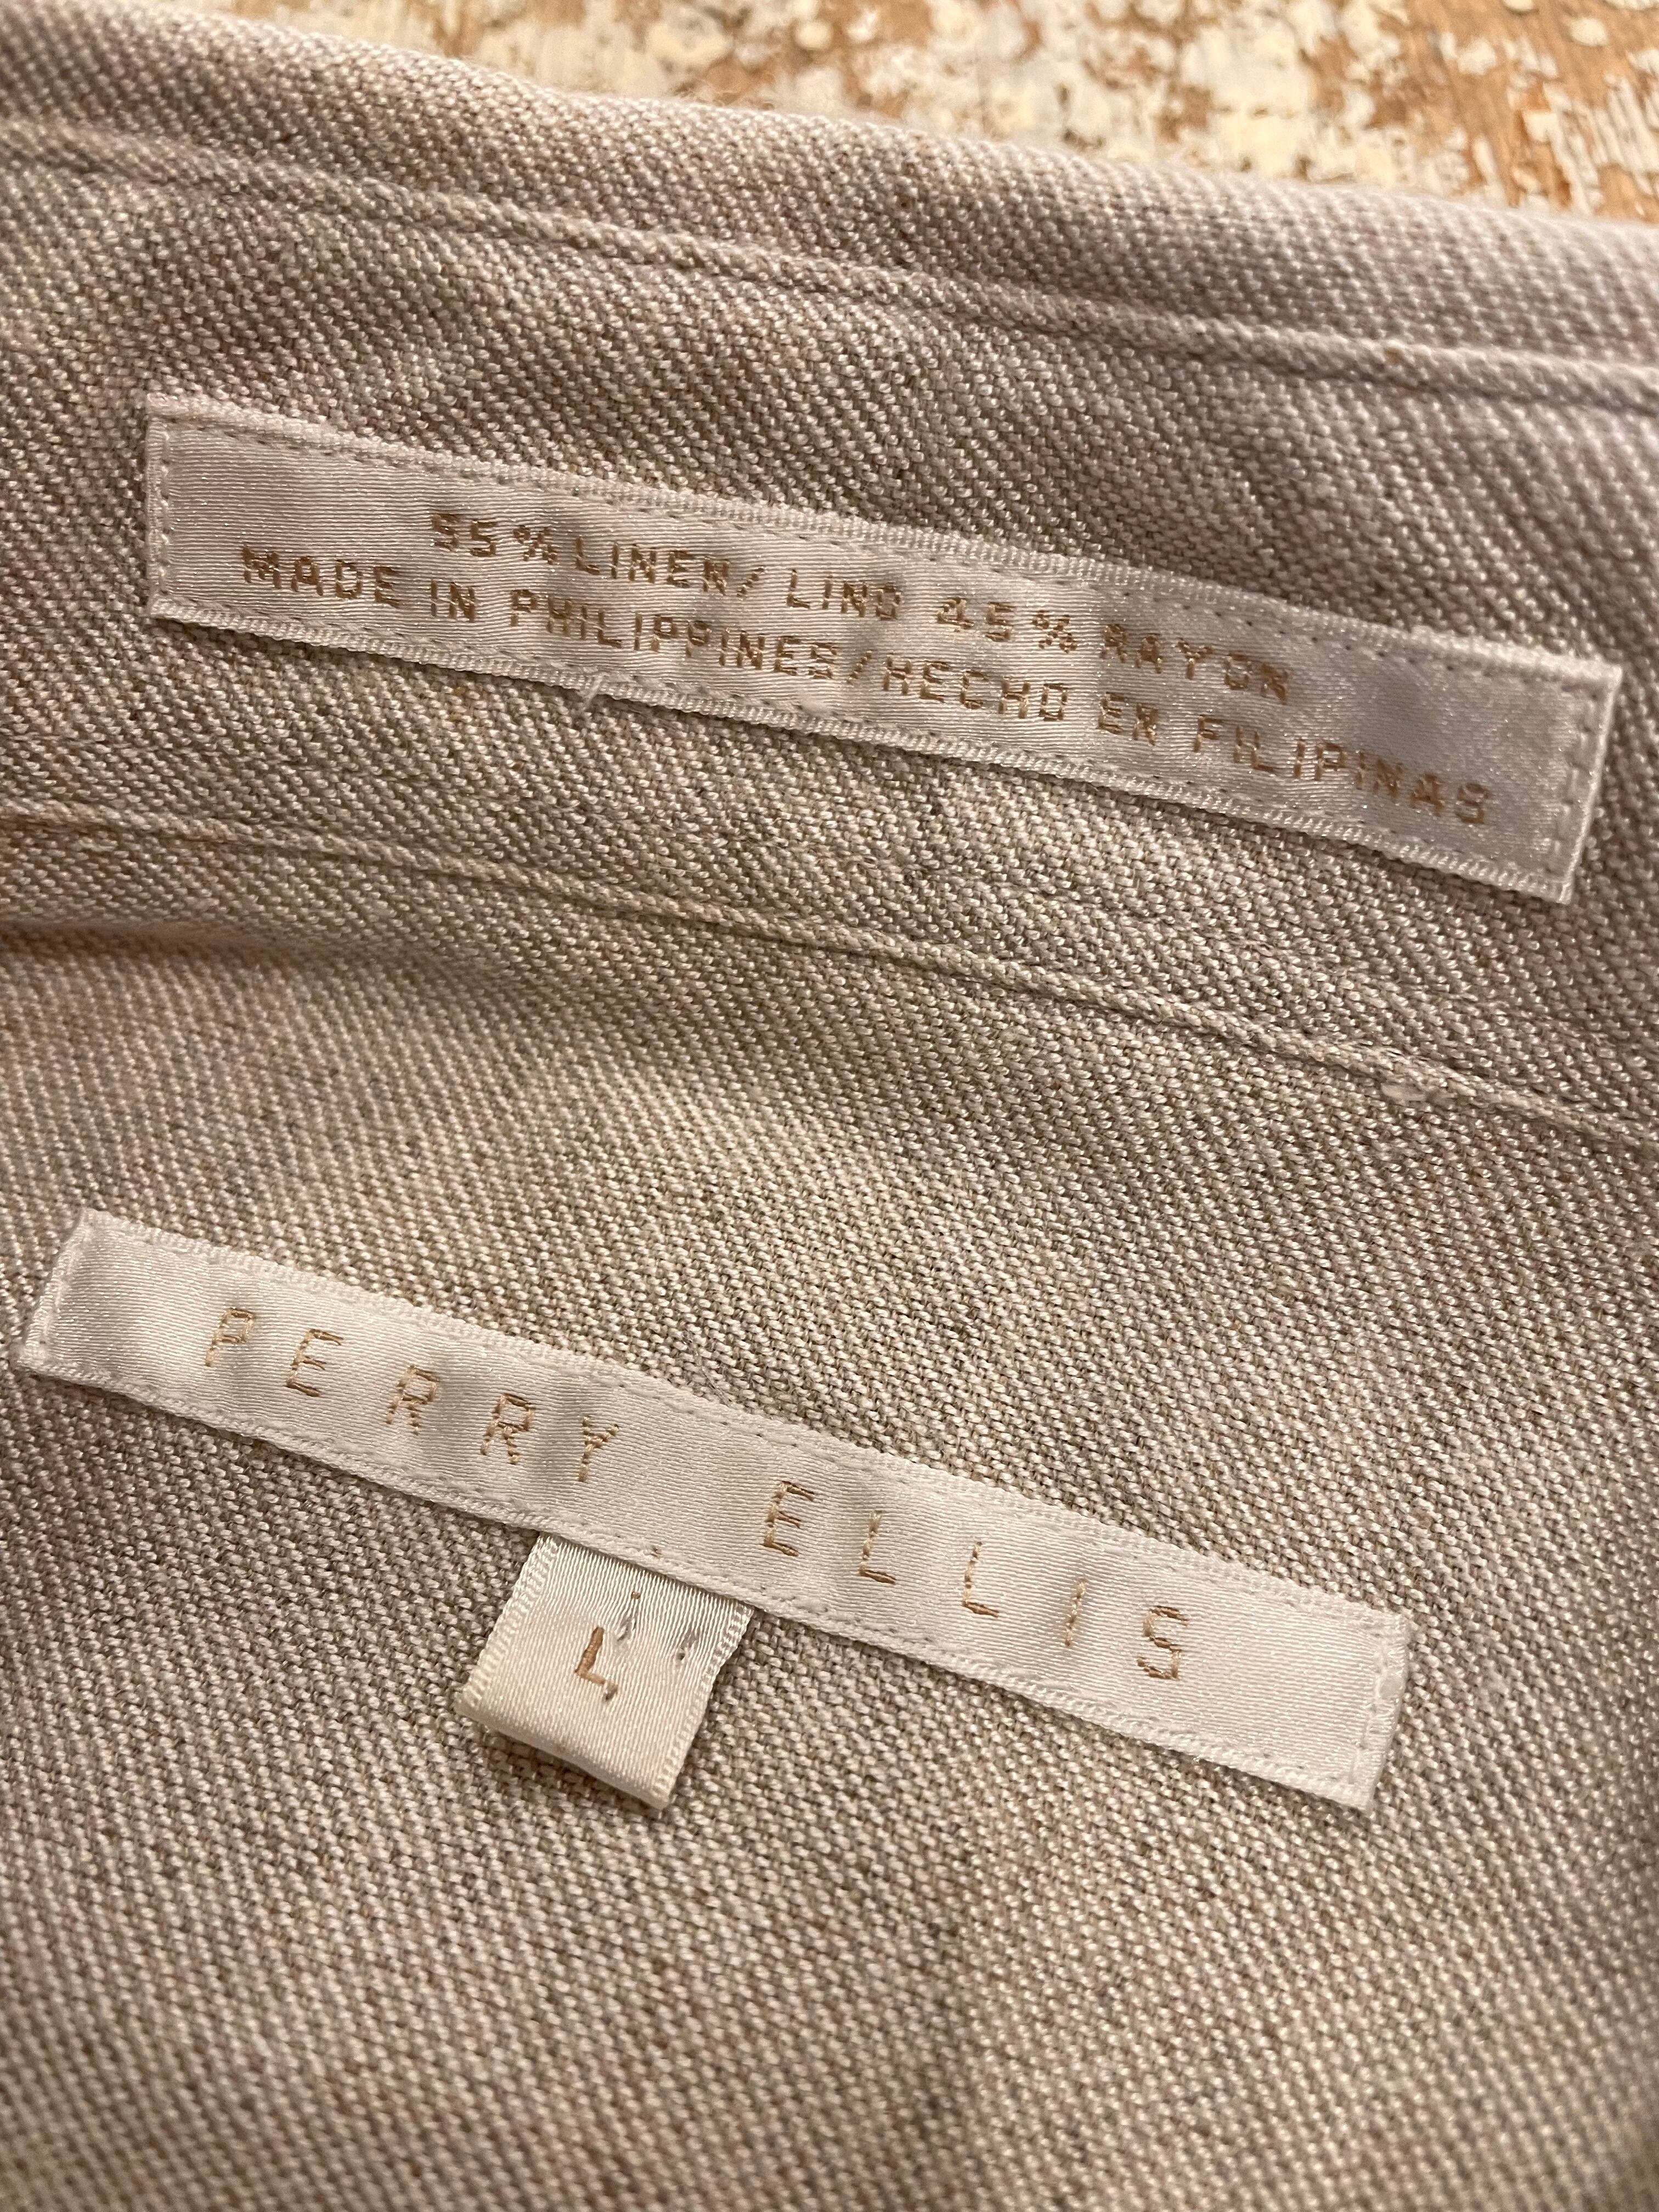 55% LINEN/ LINO 45% RAYON
MADE IN PHILIPPINES/HECHO EN FILIPINAS
PERRY ELLIS
L